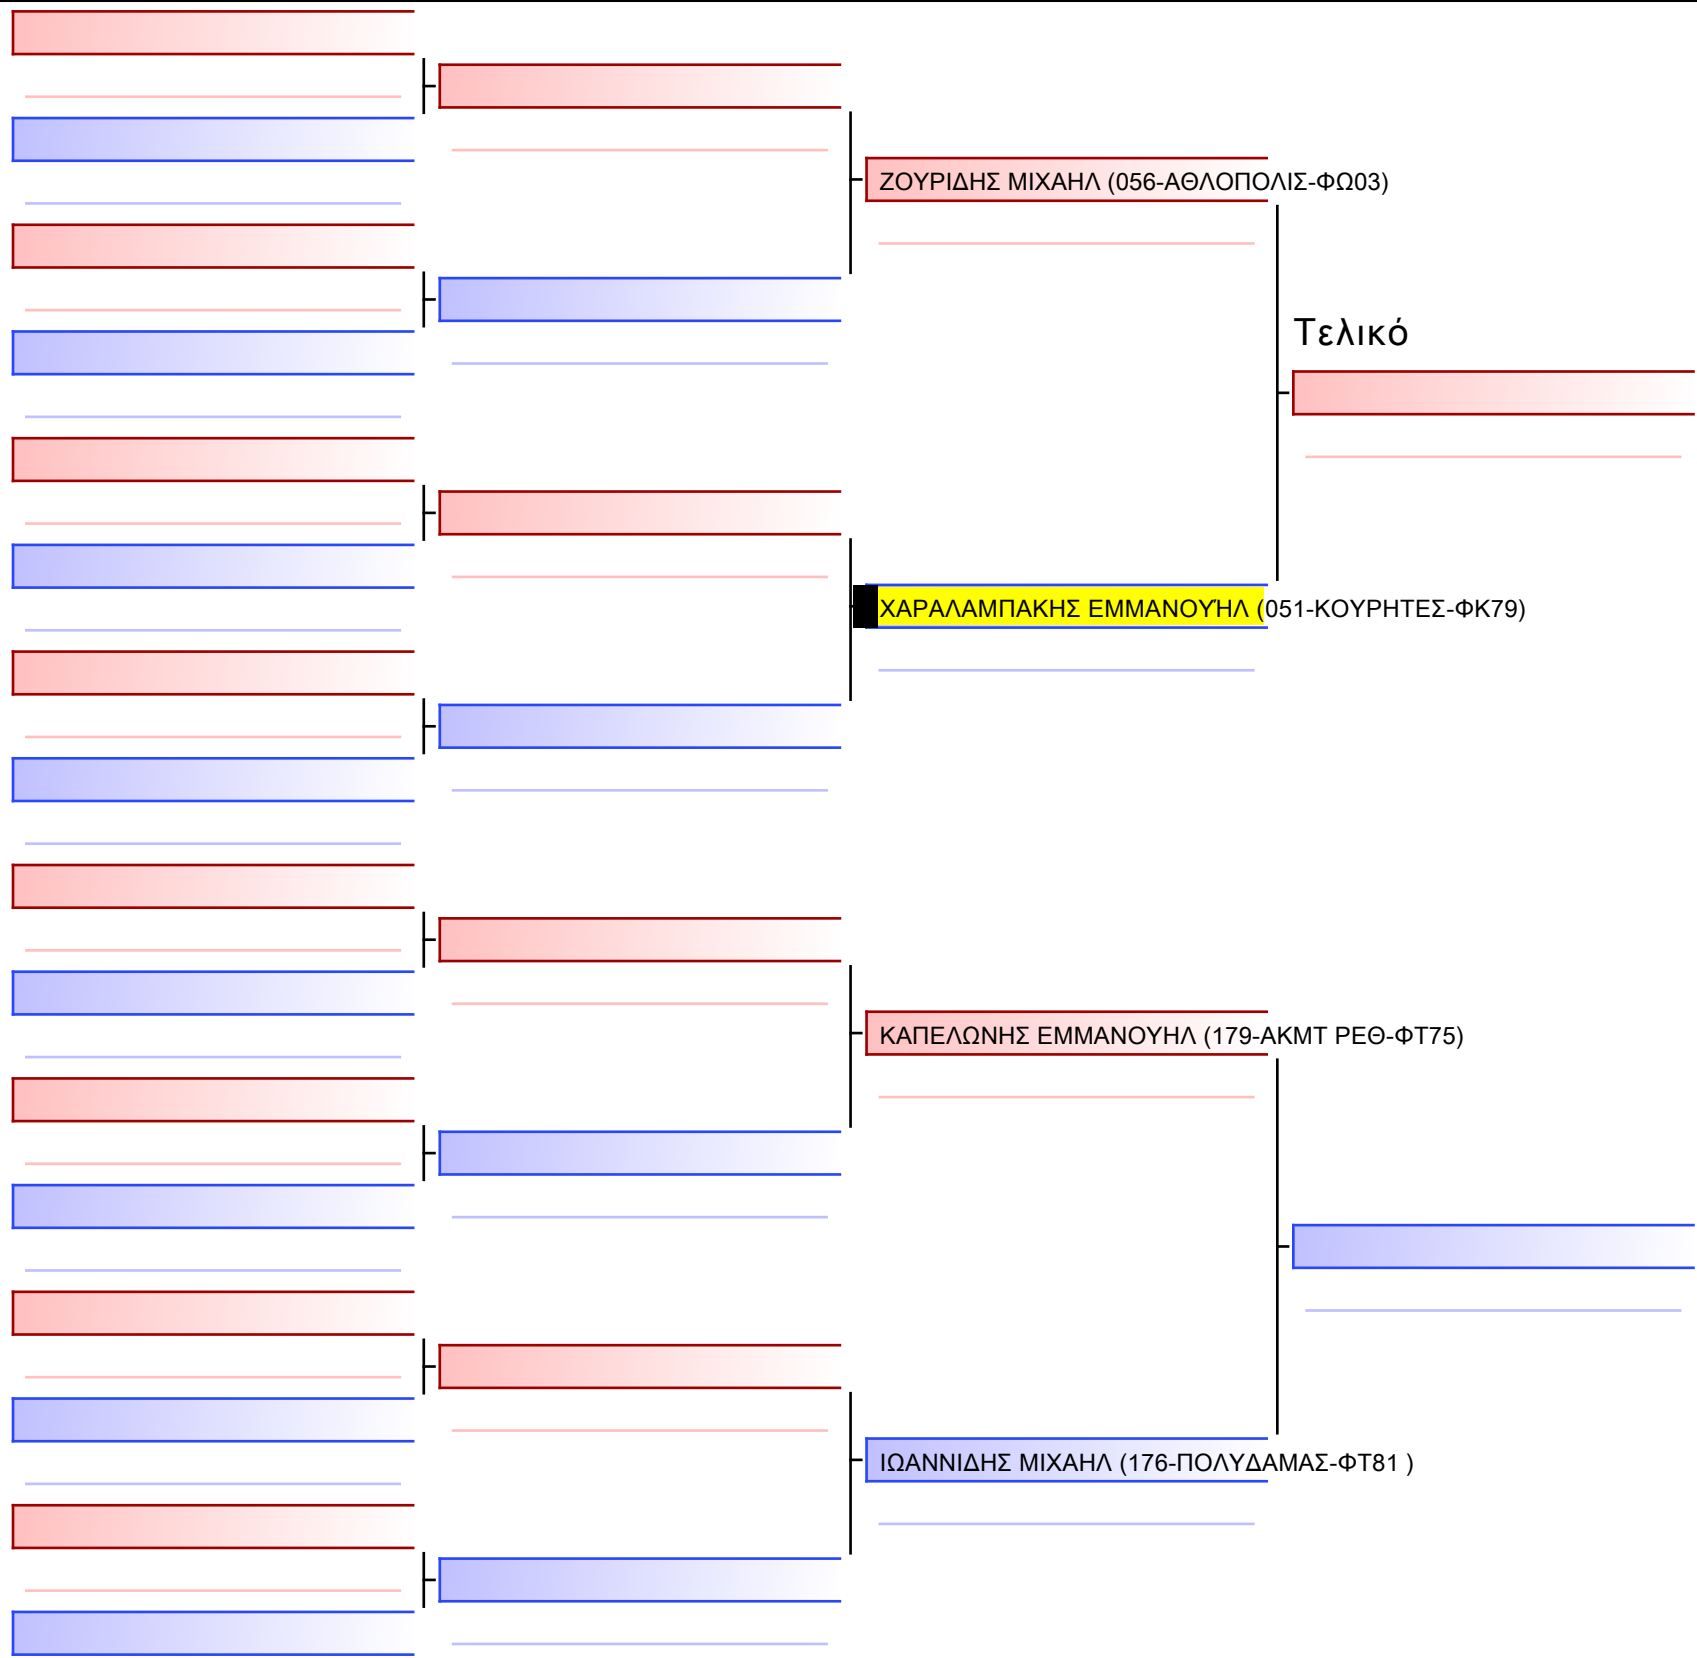 ΖΟΥΡΙΔΗΣ ΜΙΧΑΗΛ (056-ΑΘΛΟΠΟΛΙΣ-ΦΩ03)
Τελικό
ΧΑΡΑΛΑΜΠΑΚΗΣ ΕΜΜΑΝΟΥΉΛ (051-ΚΟΥΡΗΤΕΣ-ΦΚ79)
ΚΑΠΕΛΩΝΗΣ ΕΜΜΑΝΟΥΗΛ (179-ΑΚΜΤ ΡΕΘ-ΦΤ75)
ΙΩΑΝΝΙΔΗΣ ΜΙΧΑΗΛ (176-ΠΟΛΥΔΑΜΑΣ-ΦΤ81 )